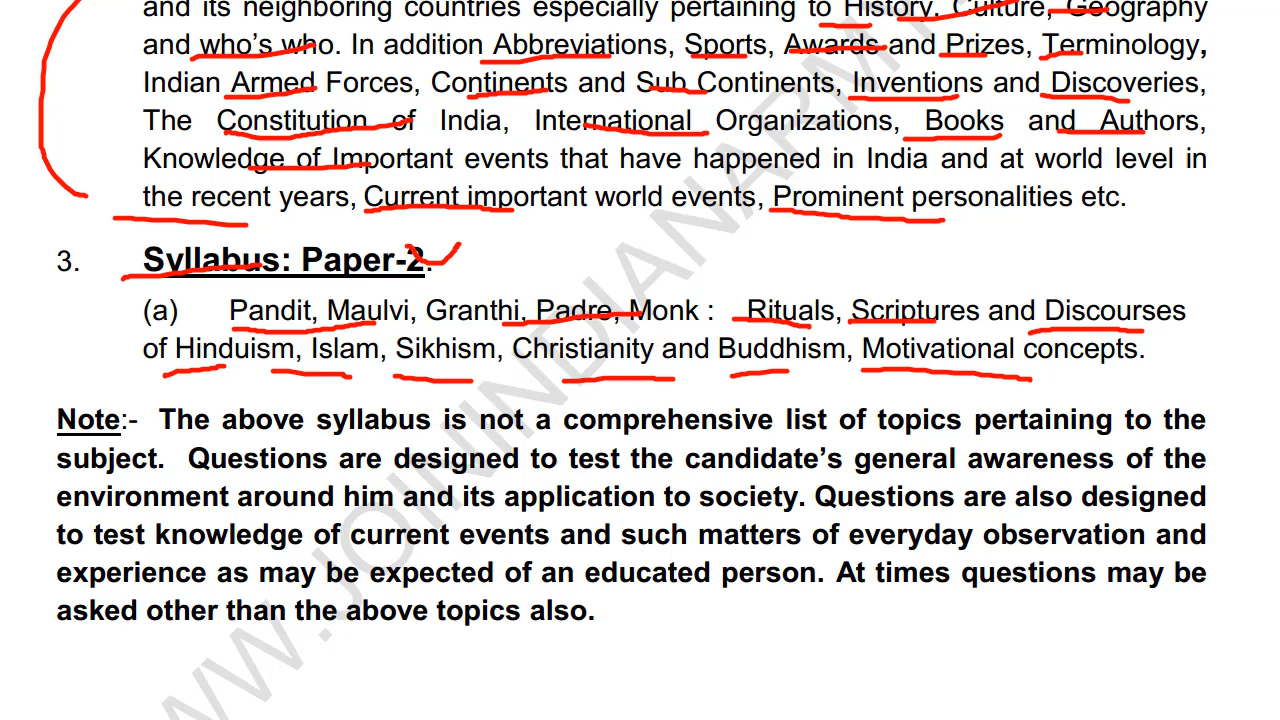 and its neighboring countries especially pertaining to History. Culture, Geography
and who's who. In addition Abbreviations, Sports, Awards and Prizes, Terminology,
Indian Armed Forces, Continents and Sub Continents, Inventions and Discoveries,
The Constitution of India, International Organizations, Books and Authors,
Knowledge of Important events that have happened in India and at world level in
the recent years, Current important world events, Prominent personalities etc.
3. Syllabus: Paper-2.
(a) Pandit, Maulvi, Granthi, Padre, Monk : Rituals, Scriptures and Discourses
of Hinduism, Islam, Sikhism, Christianity and Buddhism, Motivational concepts.
Note:- The above syllabus is not a comprehensive list of topics pertaining to the
subject. Questions are designed to test the candidate's general awareness of the
environment around him and its application to society. Questions are also designed
to test knowledge of current events and such matters of everyday observation and
experience as may be expected of an educated person. At times questions may be
asked other than the above topics also.
WW.JOININDIANARM